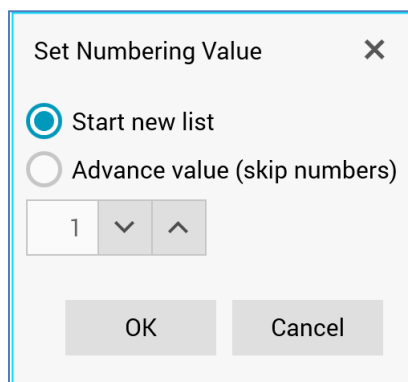 Set Numbering Value
Start new list
Advance value (skip numbers)
1
OK Cancel